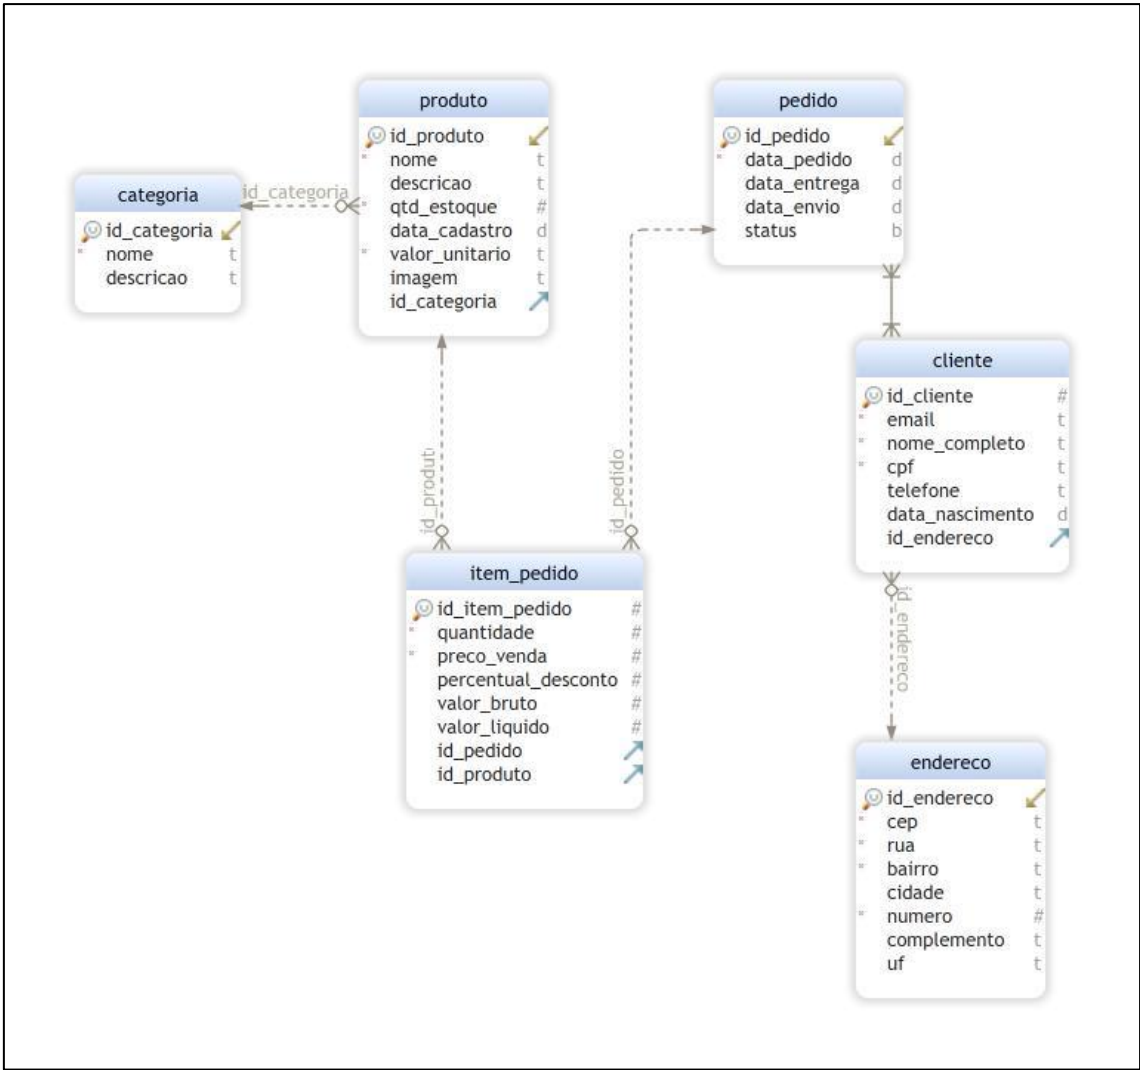 categoria
id_categoria
nome t
descricao t
id_categoria
produto
id_produto
nome t
descricao t
qtd_estoque #
data_cadastro d
valor_unitario t
imagem t
id_categoria
pedido
id_pedido
data_pedido d
data_entrega d
data_envio d
status b
cliente
id_cliente #
email t
nome_completo t
cpf t
telefone t
data_nascimento d
id_endereco
id_produt
id_pedido
item_pedido
id_item_pedido #
quantidade #
preco_venda #
percentual_desconto #
valor_bruto #
valor_liquido #
id_pedido
id_produto
id_endereco
endereco
id_endereco
cep t
rua t
bairro t
cidade t
numero #
complemento t
uf t